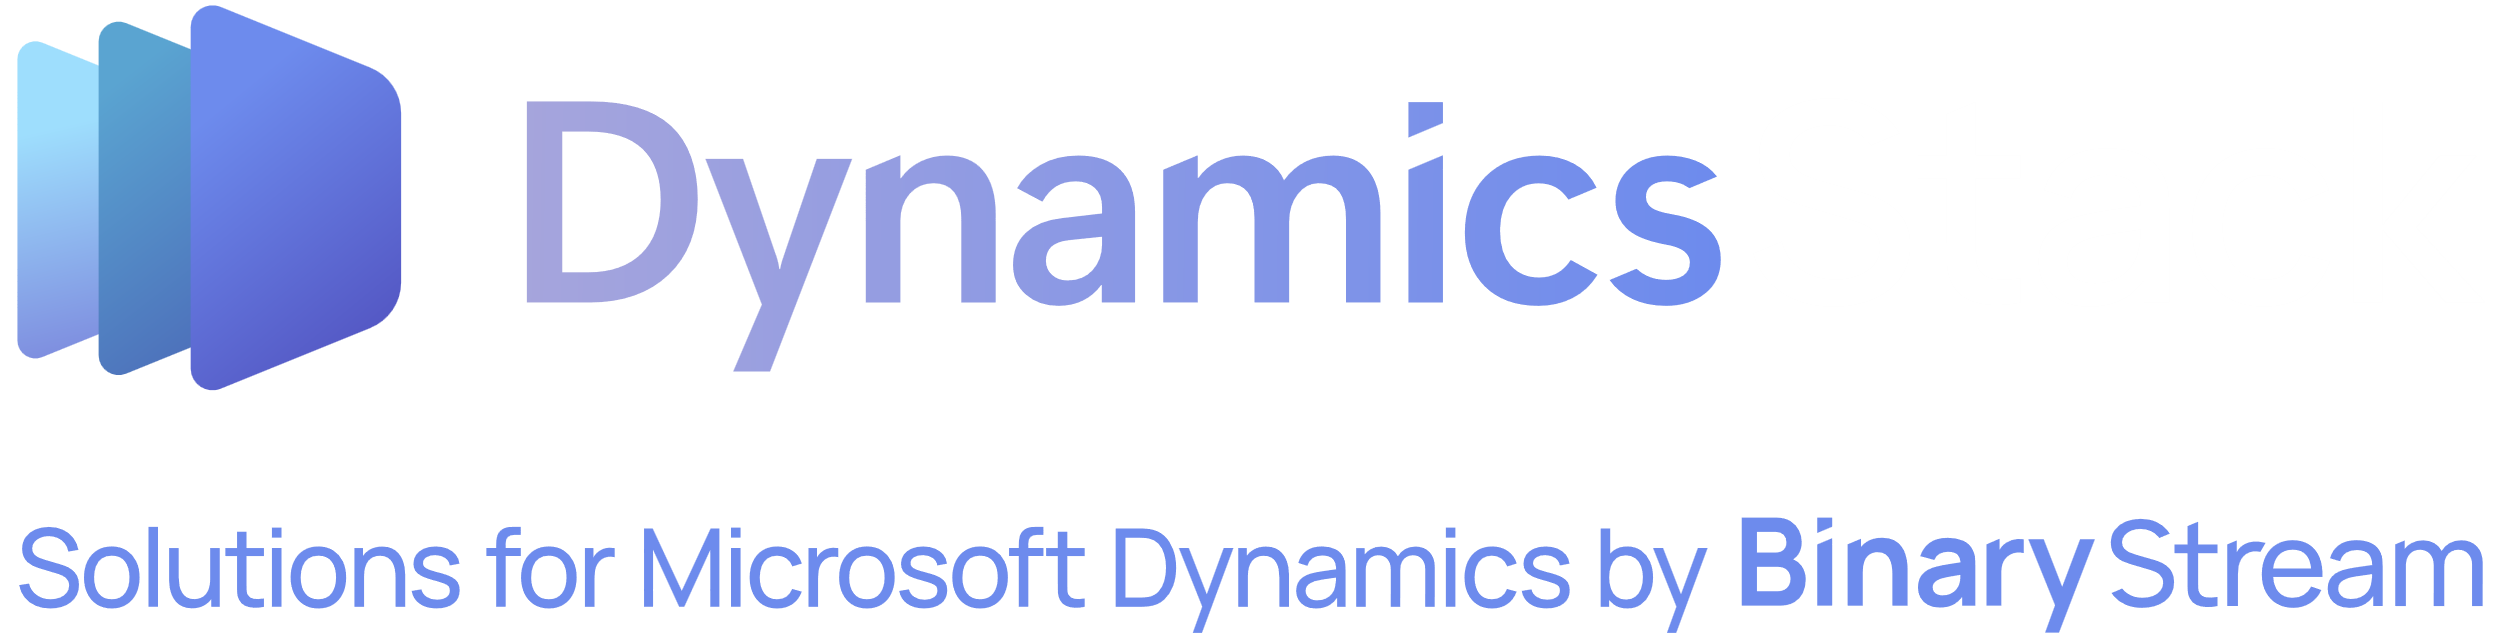 Dynamics
Solutions for Microsoft Dynamics by Binary Stream